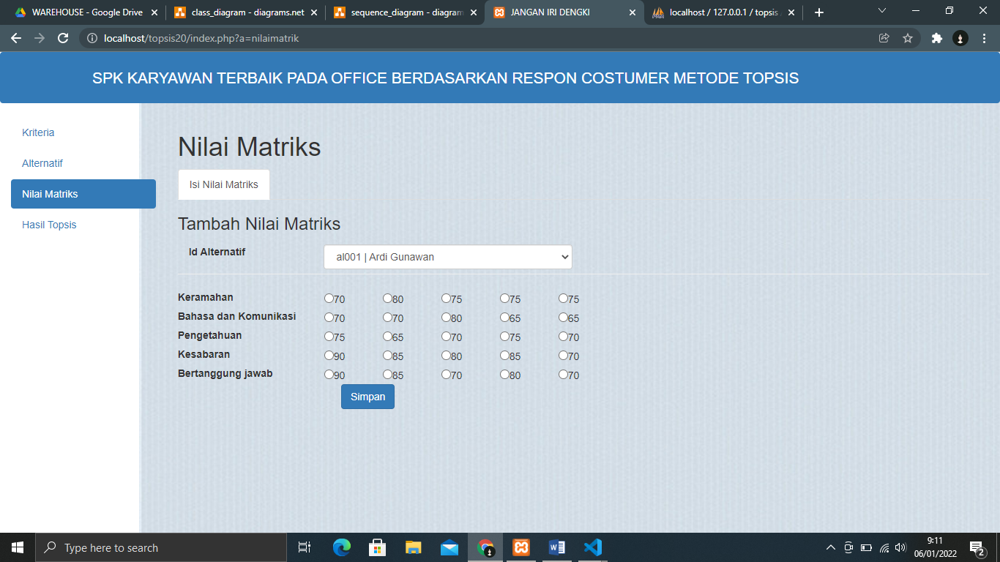 WAREHOUSE - Google Drive
class_diagram - diagrams.net
sequence_diagram - diagram
JANGAN IRI DENGKI
localhost / 127.0.0.1 / topsis
localhost/topsis20/index.php?a=nilaimatrik
SPK KARYAWAN TERBAIK PADA OFFICE BERDASARKAN RESPON COSTUMER METODE TOPSIS
Kriteria
Alternatif
Nilai Matriks
Hasil Topsis
Nilai Matriks
Isi Nilai Matriks
Tambah Nilai Matriks
Id Alternatif al001 | Ardi Gunawan
Keramahan 70 80 75 75 75
Bahasa dan Komunikasi 70 70 80 65 65
Pengetahuan 75 65 70 75 70
Kesabaran 90 85 80 85 70
Bertanggung jawab 90 85 70 80 70
Simpan
Type here to search
9:11
06/01/2022
2